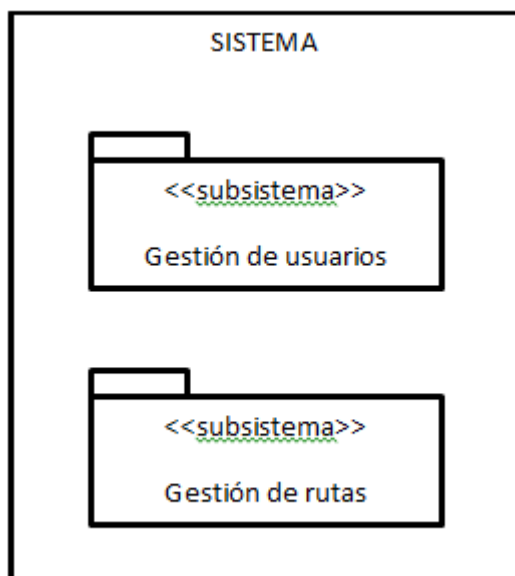 SISTEMA
<<subsistema>>
Gestión de usuarios
<<subsistema>>
Gestión de rutas